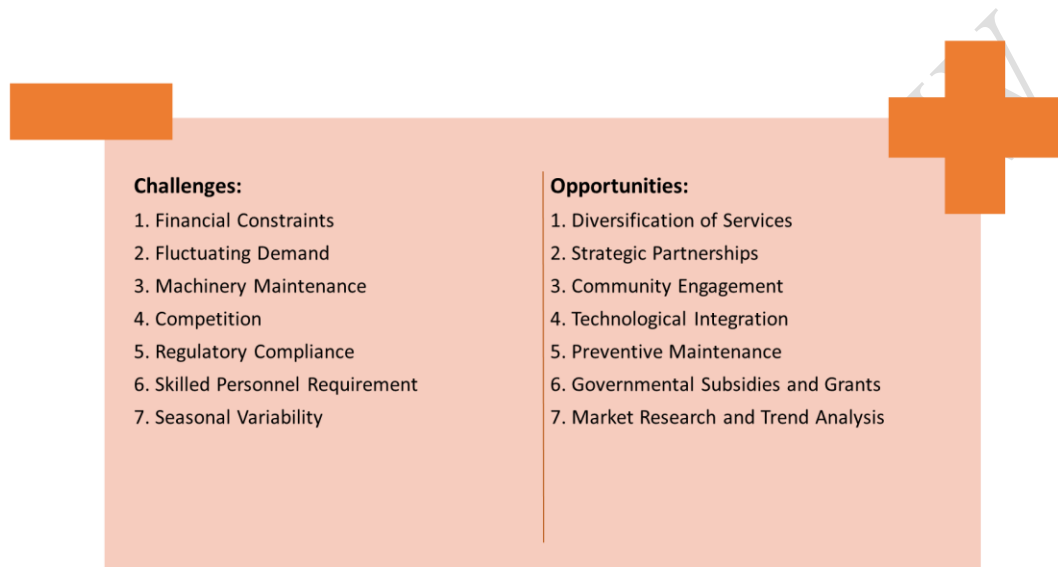 Challenges:
1. Financial Constraints
2. Fluctuating Demand
3. Machinery Maintenance
4. Competition
5. Regulatory Compliance
6. Skilled Personnel Requirement
7. Seasonal Variability
Opportunities:
1. Diversification of Services
2. Strategic Partnerships
3. Community Engagement
4. Technological Integration
5. Preventive Maintenance
6. Governmental Subsidies and Grants
7. Market Research and Trend Analysis